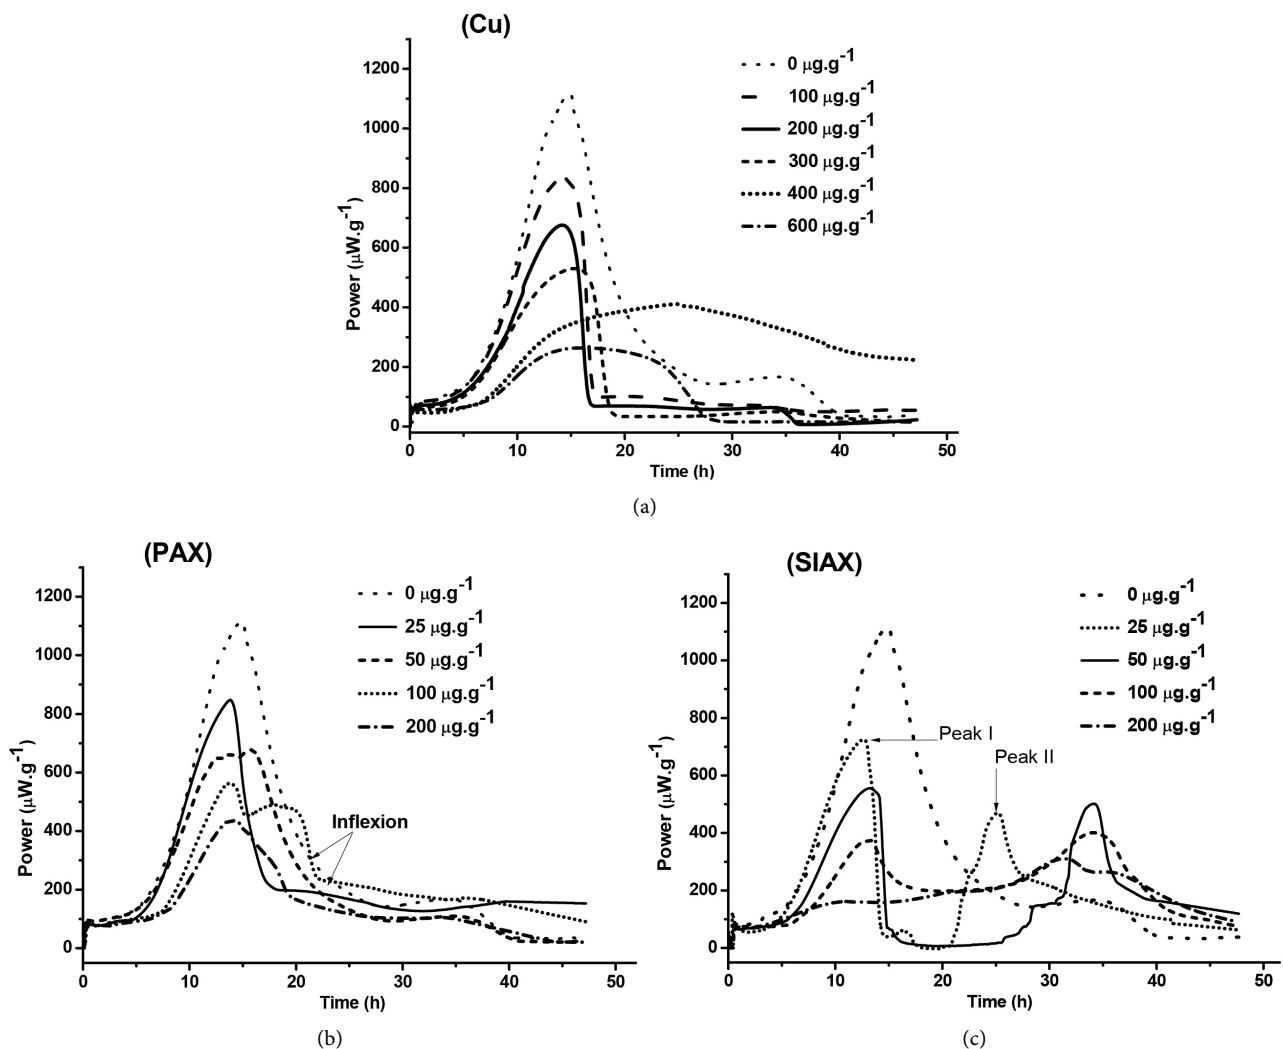 (Cu)
Power (μW.g-1)
1200
1000
800
600
400
200
0
0 10 20 30 40 50
Time (h)
0 μg.g-1
100 μg.g-1
200 μg.g-1
300 μg.g-1
400 μg.g-1
600 μg.g-1
(a)
(PAX)
Power (μW.g-1)
1200
1000
800
600
400
200
0
0 10 20 30 40 50
Time (h)
0 μg.g-1
25 μg.g-1
50 μg.g-1
100 μg.g-1
200 μg.g-1
Inflexion
(b)
(SIAX)
Power (μW.g-1)
1200
1000
800
600
400
200
0
0 10 20 30 40 50
Time (h)
0 μg.g-1
25 μg.g-1
50 μg.g-1
100 μg.g-1
200 μg.g-1
Peak I
Peak II
(c)